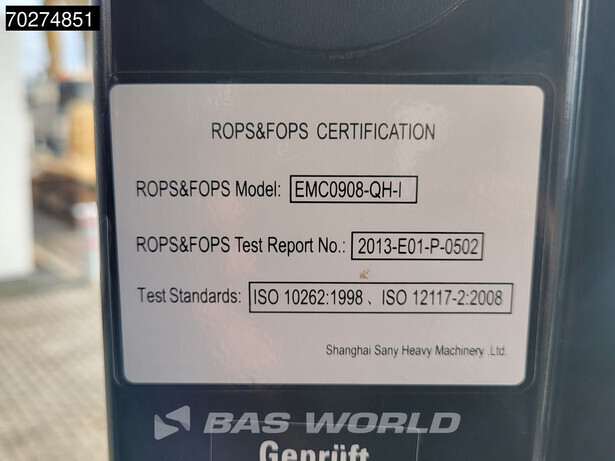 70274851
ROPS&FOPS CERTIFICATION
ROPS&FOPS Model: EMC0908-QH-I
ROPS&FOPS Test Report No.: 2013-E01-P-0502
Test Standards: ISO 10262:1998 、 ISO 12117-2:2008
Shanghai Sany Heavy Machinery .Ltd.
BAS WORLD
Geprüft